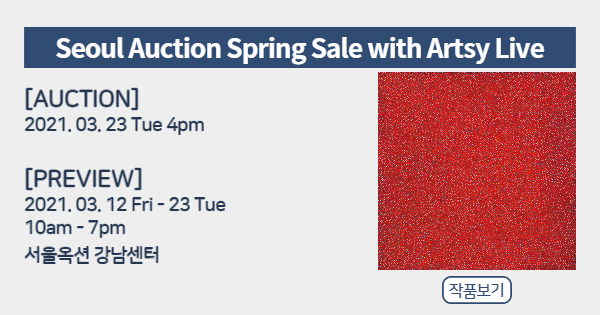 Seoul Auction Spring Sale with Artsy Live
[AUCTION]
2021. 03. 23 Tue 4pm
[PREVIEW]
2021. 03. 12 Fri - 23 Tue
10am - 7pm
서울옥션 강남센터
작품보기